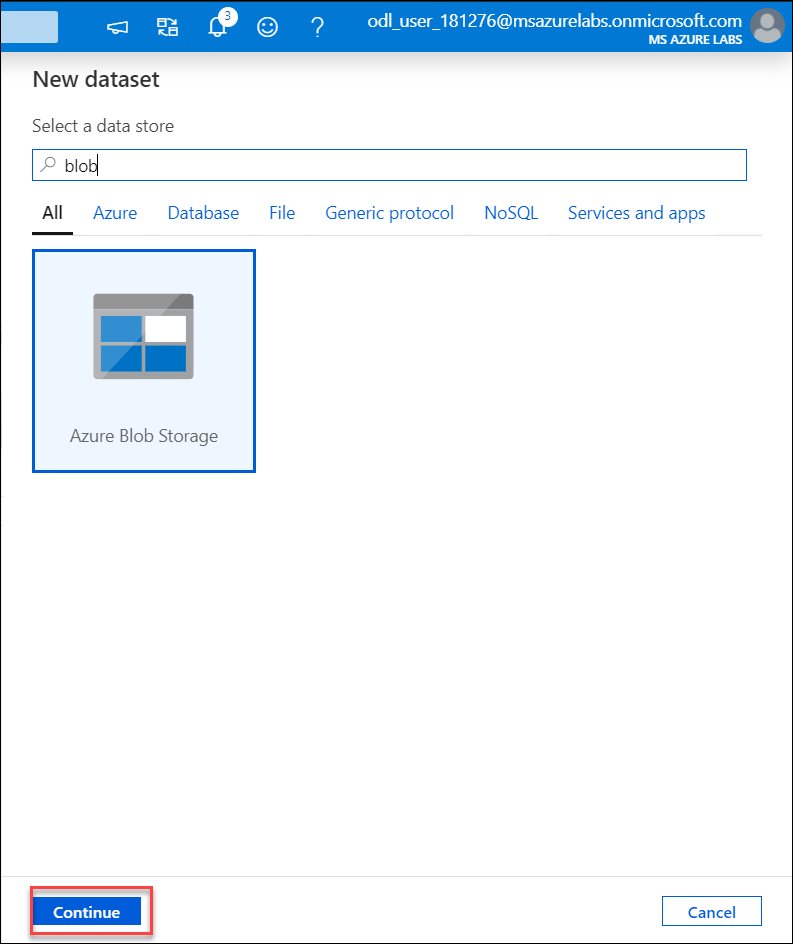 3
odl_user_181276@msazurelabs.onmicrosoft.com
MS AZURE LABS
New dataset
Select a data store
blob
All Azure Database File Generic protocol NoSQL Services and apps
Azure Blob Storage
Continue Cancel